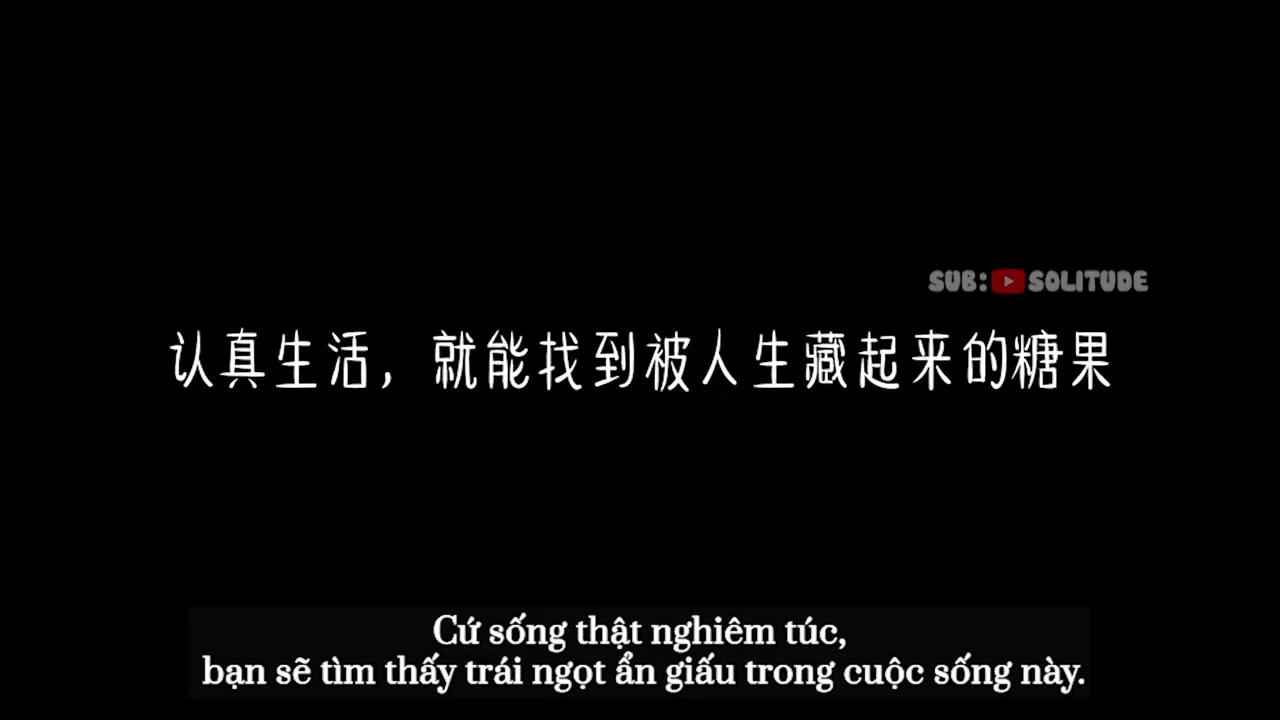 SUB: SOLITUDE
认真生活，就能找到被人生藏起来的糖果
Cứ sống thật nghiêm túc,
bạn sẽ tìm thấy trái ngọt ẩn giấu trong cuộc sống này.